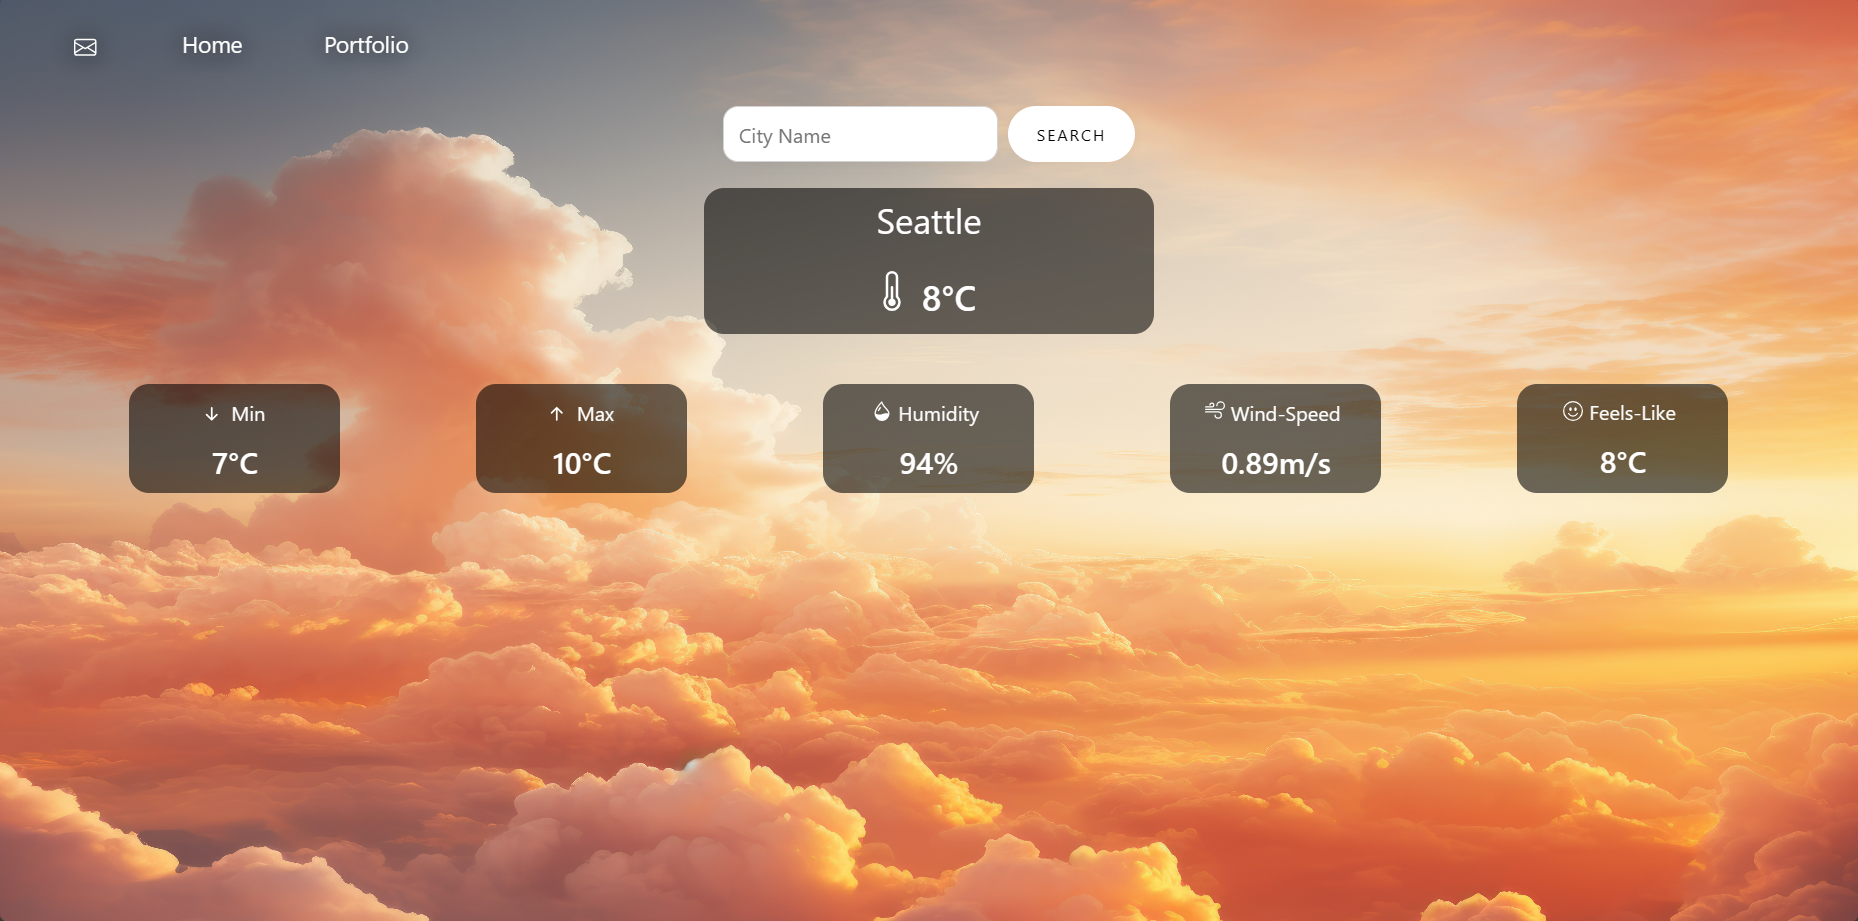 Home Portfolio
City Name SEARCH
Seattle
8°C
Min Max Humidity Wind-Speed Feels-Like
7°C 10°C 94% 0.89m/s 8°C